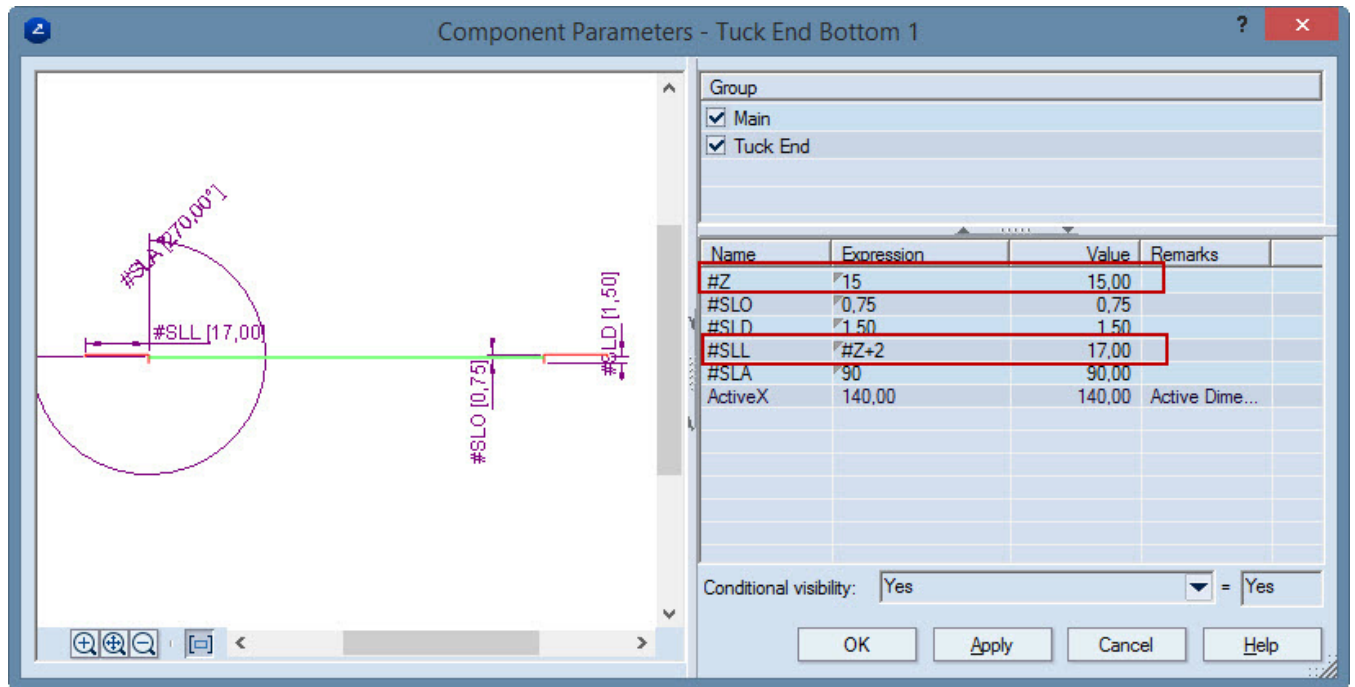 Component Parameters - Tuck End Bottom 1 ?
#SLA [270,00°]
#SLL [17,00]
#SLO [0,75]
#SLD [1,50]
Group
Main
Tuck End
Name Expression Value Remarks
#Z 15 15,00
#SLO 0,75 0,75
#SLD 1,50 1,50
#SLL #Z+2 17,00
#SLA 90 90,00
ActiveX 140,00 140,00 Active Dime...
Conditional visibility: Yes = Yes
OK Apply Cancel Help